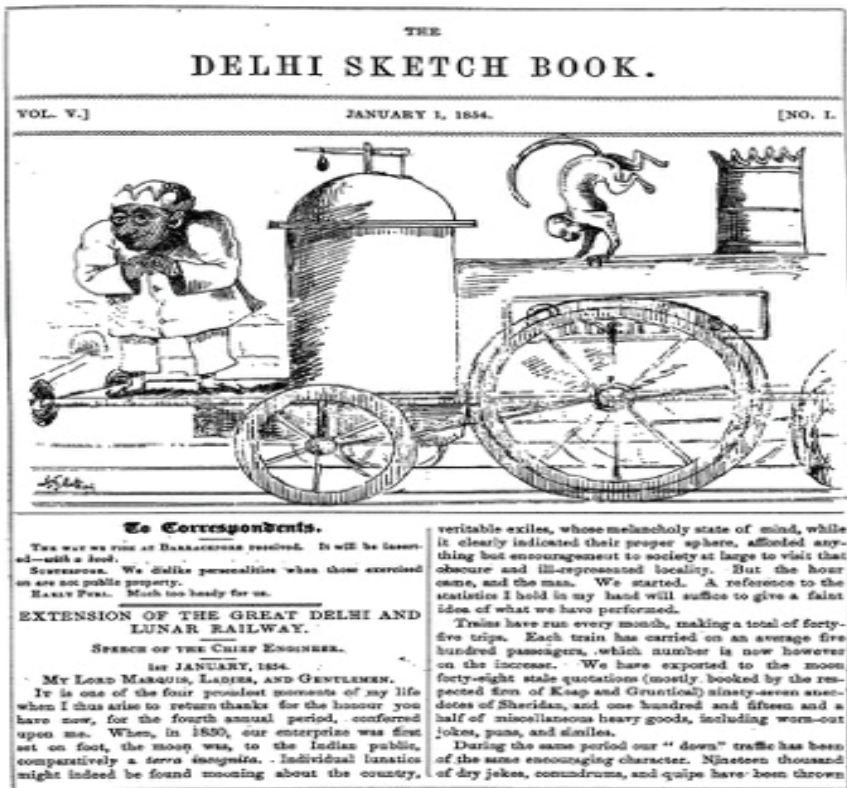 THE
DELHI SKETCH BOOK.
VOL. V.]
JANUARY 1, 1854.
[NO. I.
To Correspondents.
THE WAY WE FISH AT BARRACKPORE received. It will be insert-
ed—with a hook.
We dislike personalities when those exercised
on are not public property.
EARLY PURL. Much too heady for us.
EXTENSION OF THE GREAT DELHI AND
LUNAR RAILWAY.
SPEECH OF THE CHIEF ENGINEER.
1ST JANUARY, 1854.
MY LORD MARQUIS, LADIES, AND GENTLEMEN.
It is one of the four proudest moments of my life
when I thus arise to return thanks for the honour you
have now, for the fourth annual period, conferred
upon me. When, in 1850, our enterprize was first
set on foot, the moon was, to the Indian public,
comparatively a terra incognita. Individual lunatics
might indeed be found mooning about the country,
veritable exiles, whose melancholy state of mind, while
it clearly indicated their proper sphere, afforded any-
thing but encouragement to society at large to visit that
obscure and ill-represented locality. But the hour
came, and the man. We started. A reference to the
statistics I hold in my hand will suffice to give a faint
idea of what we have performed.
Trains have run every month, making a total of forty-
five trips. Each train has carried on an average five
hundred passengers, which number is now however
on the increase. We have exported to the moon
forty-eight stale quotations (mostly booked by the res-
pected firm of Keap and Gruntical) ninety-seven anec-
dotes of Sheridan, and one hundred and fifteen and a
half of miscellaneous heavy goods, including worn-out
jokes, puns, and similes.
During the same period our "down" traffic has been
of the same encouraging character. Nineteen thousand
of dry jokes, conundrums, and quips have been thrown